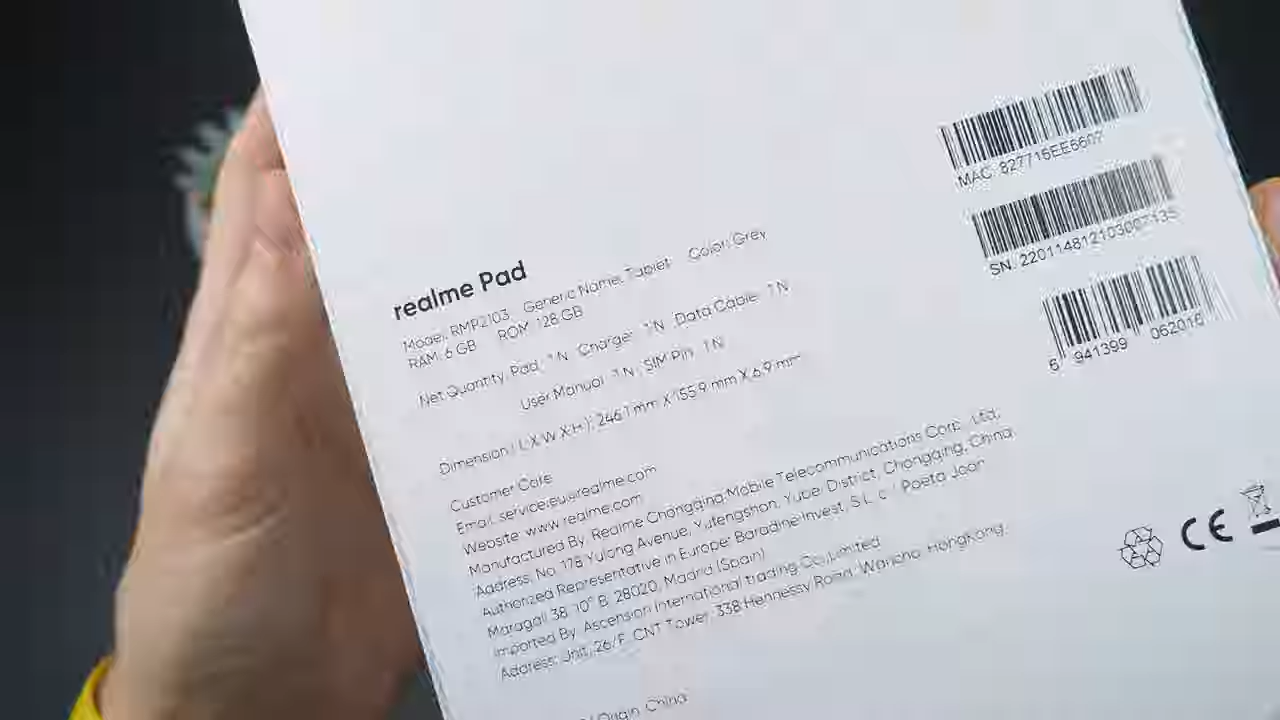 realme Pad
Model: RMP2103 Generic Name: Tablet Color: Grey
RAM: 6 GB ROM: 128 GB
Net Quantity: Pad: 1 N Charger: 1 N Data Cable: 1 N
User Manual: 1 N SIM Pin: 1 N
Dimension ( L X W X H ): 246.1 mm X 155.9 mm X 6.9 mm
Customer Care
Email: service.eu@realme.com
Website: www.realme.com
Manufactured By: Realme Chongqing Mobile Telecommunications Corp., Ltd.
Address: No. 178 Yulong Avenue, Yufengshan, Yubei District, Chongqing, China
Authorized Representative in Europe: Baradine Invest, S.L. c/ Poeta Joan
Maragall 38 10° B, 28020, Madrid (Spain)
Imported By: Ascension International trading Co.,Limited
Address: Unit, 26/F, CNT Tower, 338 Hennessy Road, Wanchai Hongkong.
Origin: China
MAC: 827716EE6607
SN:
6 941399 062016
CE